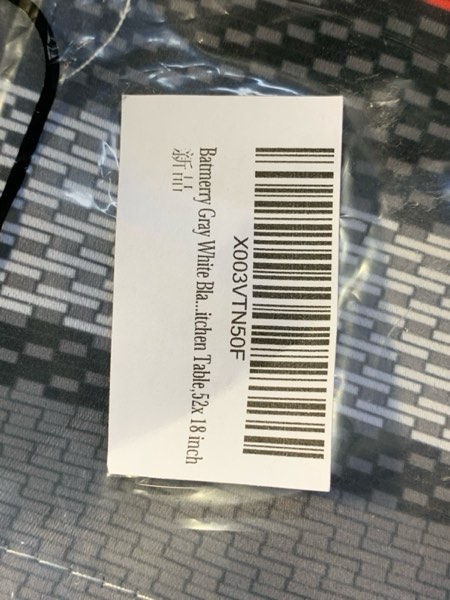 X003VTN50F
Batmerry Gray White Bla...itchen Table,52x 18 inch
新品